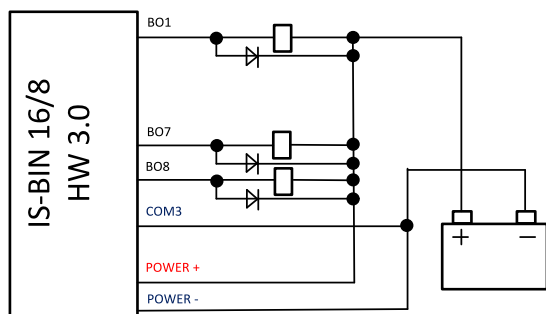 IS-BIN 16/8
HW 3.0
BO1
BO7
BO8
COM3
POWER +
POWER -
+ −